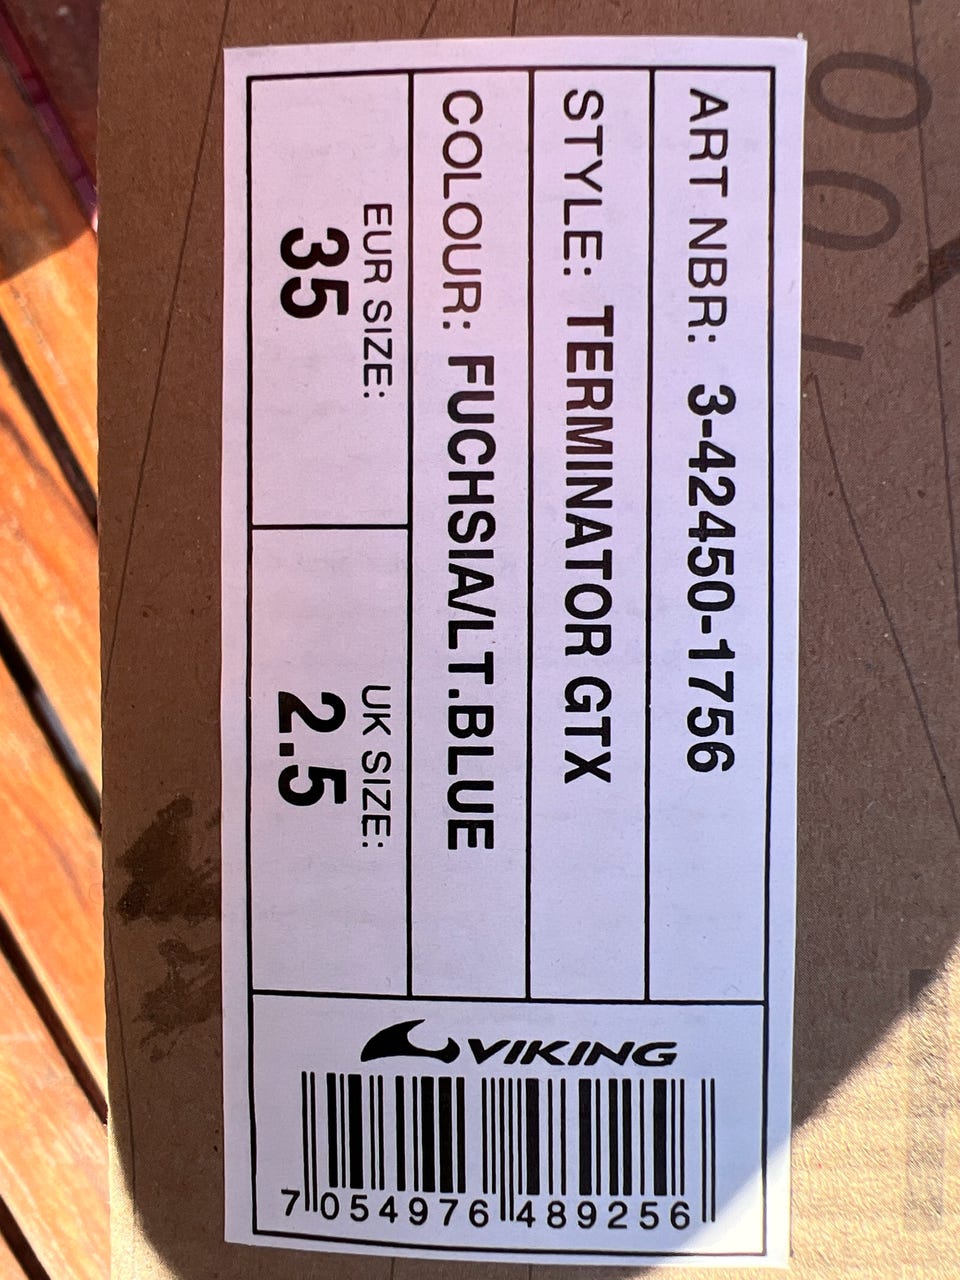 ART NBR: 3-42450-1756
STYLE: TERMINATOR GTX
COLOUR: FUCHSIA/LT.BLUE
EUR SIZE:
35
UK SIZE:
2.5
VIKING
7 054976 489256